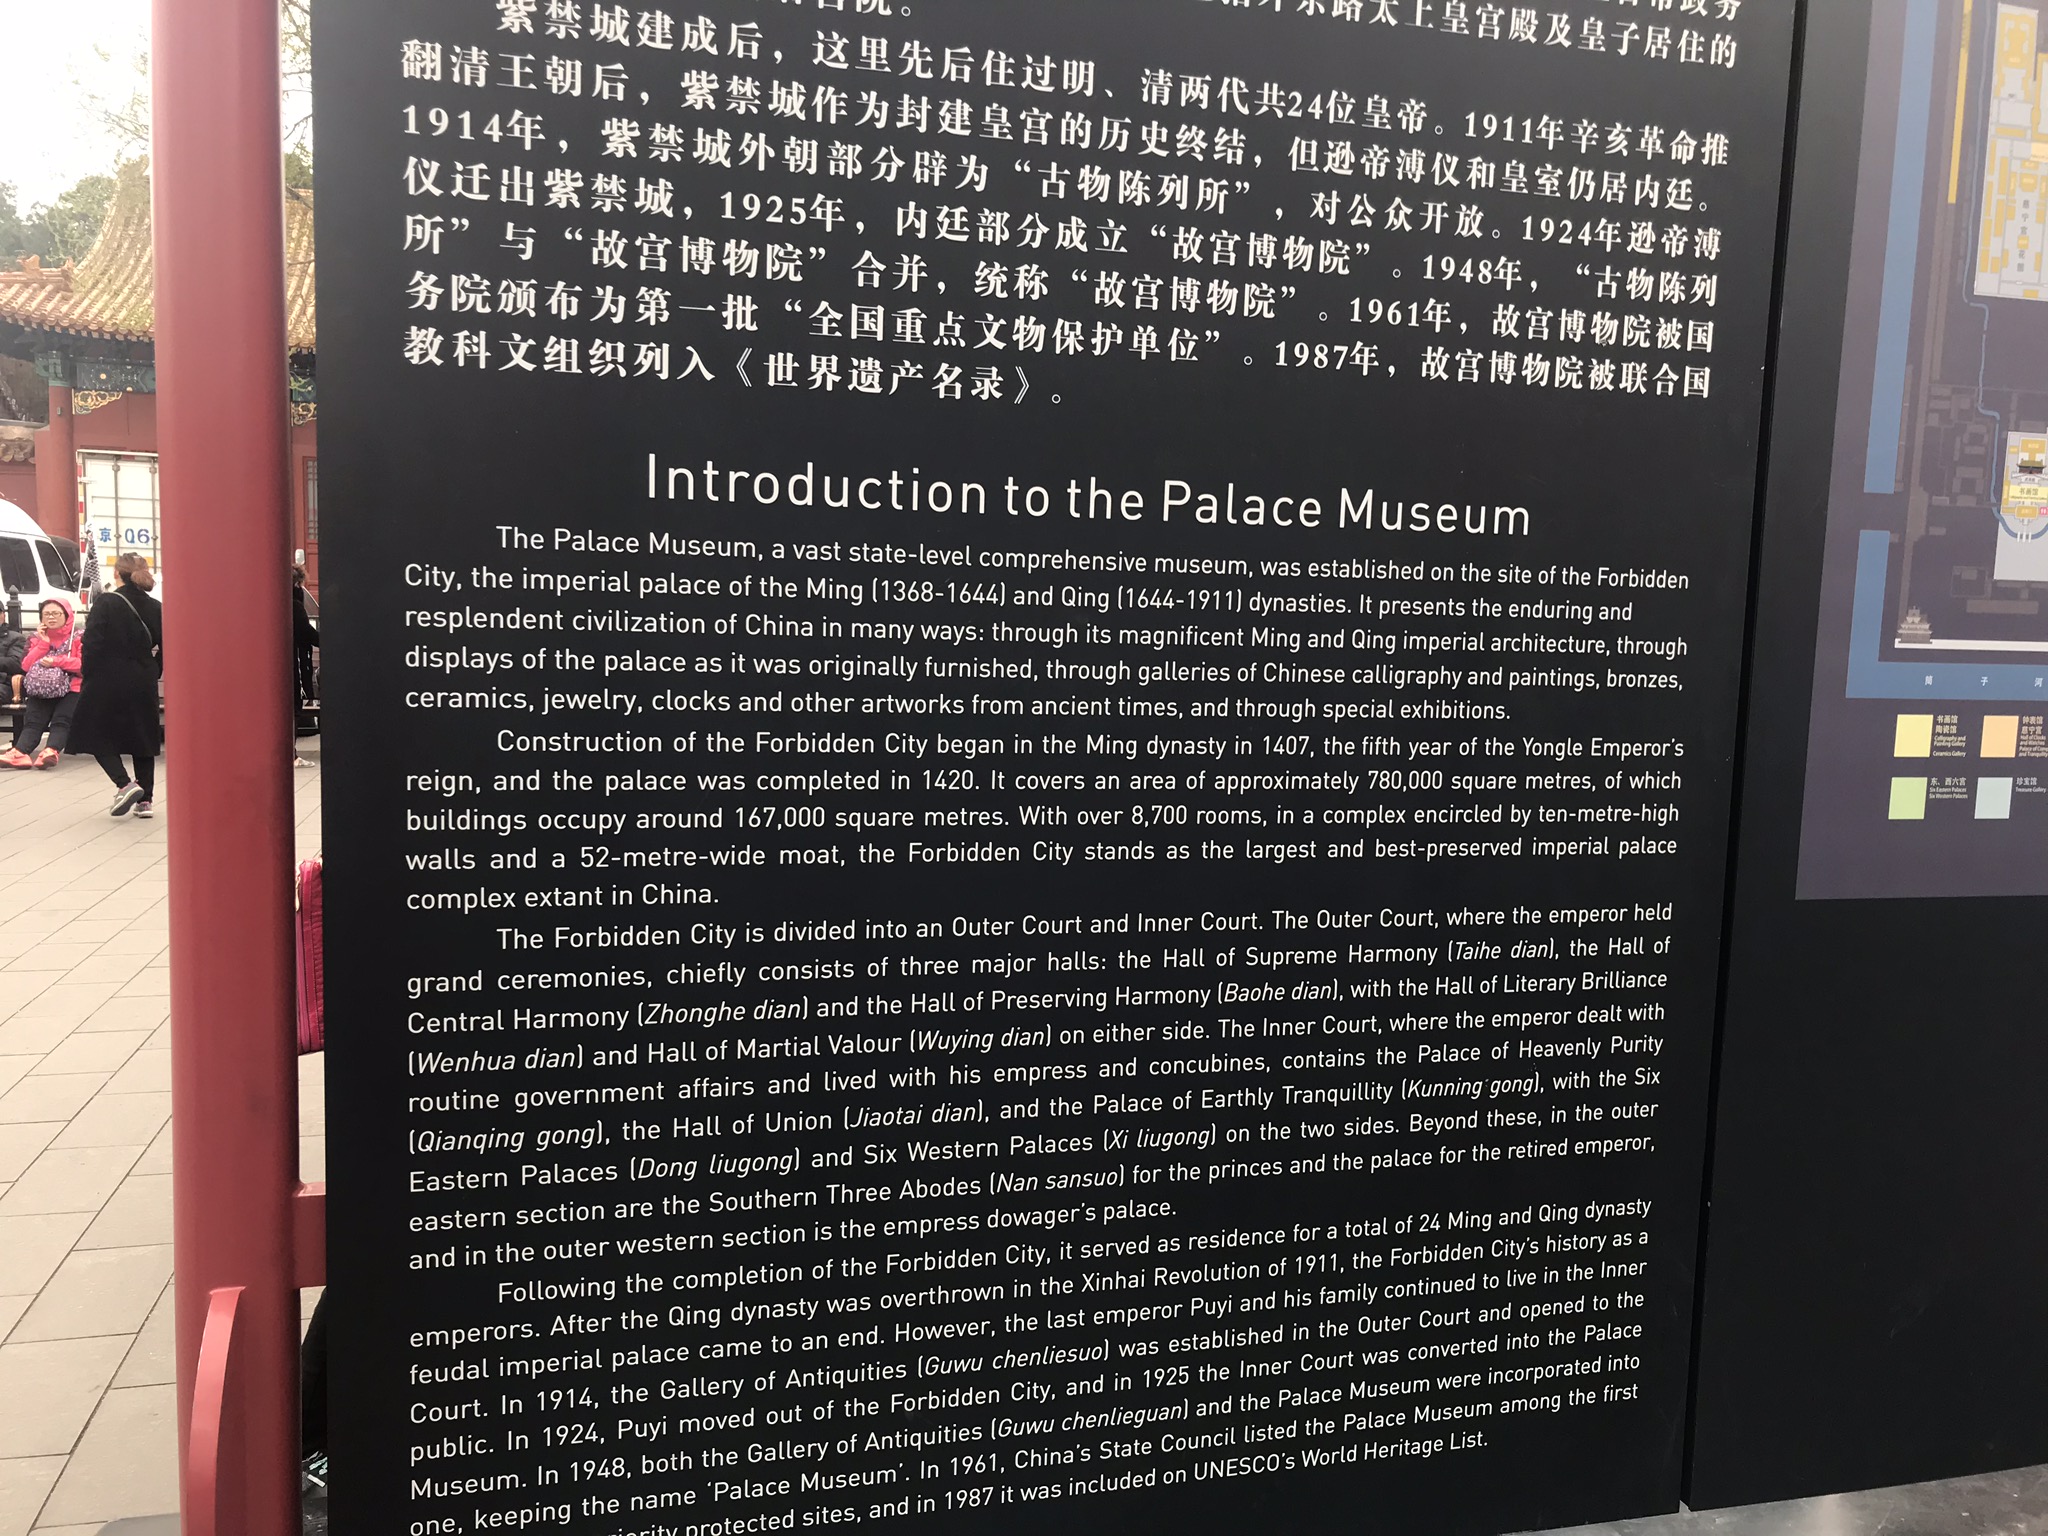 紫禁城建成后，这里先后住过明、清两代共24位皇帝。1911年辛亥革命推
翻清王朝后，紫禁城作为封建皇宫的历史终结，但逊帝溥仪和皇室仍居内廷。
1914年，紫禁城外朝部分辟为“古物陈列所”，对公众开放。1924年逊帝溥
仪迁出紫禁城，1925年，内廷部分成立“故宫博物院”。1948年，“古物陈列
所”与“故宫博物院”合并，统称“故宫博物院”。1961年，故宫博物院被国
务院颁布为第一批“全国重点文物保护单位”。1987年，故宫博物院被联合国
教科文组织列入《世界遗产名录》。
Introduction to the Palace Museum
The Palace Museum, a vast state-level comprehensive museum, was established on the site of the Forbidden
City, the imperial palace of the Ming (1368-1644) and Qing (1644-1911) dynasties. It presents the enduring and
resplendent civilization of China in many ways: through its magnificent Ming and Qing imperial architecture, through
displays of the palace as it was originally furnished, through galleries of Chinese calligraphy and paintings, bronzes,
ceramics, jewelry, clocks and other artworks from ancient times, and through special exhibitions.
Construction of the Forbidden City began in the Ming dynasty in 1407, the fifth year of the Yongle Emperor's
reign, and the palace was completed in 1420. It covers an area of approximately 780,000 square metres, of which
buildings occupy around 167,000 square metres. With over 8,700 rooms, in a complex encircled by ten-metre-high
walls and a 52-metre-wide moat, the Forbidden City stands as the largest and best-preserved imperial palace
complex extant in China.
The Forbidden City is divided into an Outer Court and Inner Court. The Outer Court, where the emperor held
grand ceremonies, chiefly consists of three major halls: the Hall of Supreme Harmony (Taihe dian), the Hall of
Central Harmony (Zhonghe dian) and the Hall of Preserving Harmony (Baohe dian), with the Hall of Literary Brilliance
(Wenhua dian) and Hall of Martial Valour (Wuying dian) on either side. The Inner Court, where the emperor dealt with
routine government affairs and lived with his empress and concubines, contains the Palace of Heavenly Purity
(Qianqing gong), the Hall of Union (Jiaotai dian), and the Palace of Earthly Tranquillity (Kunning gong), with the Six
Eastern Palaces (Dong liugong) and Six Western Palaces (Xi liugong) on the two sides. Beyond these, in the outer
eastern section are the Southern Three Abodes (Nan sansuo) for the princes and the palace for the retired emperor,
and in the outer western section is the empress dowager's palace.
Following the completion of the Forbidden City, it served as residence for a total of 24 Ming and Qing dynasty
emperors. After the Qing dynasty was overthrown in the Xinhai Revolution of 1911, the Forbidden City's history as a
feudal imperial palace came to an end. However, the last emperor Puyi and his family continued to live in the Inner
Court. In 1914, the Gallery of Antiquities (Guwu chenliesuo) was established in the Outer Court and opened to the
public. In 1924, Puyi moved out of the Forbidden City, and in 1925 the Inner Court was converted into the Palace
Museum. In 1948, both the Gallery of Antiquities (Guwu chenlieguan) and the Palace Museum were incorporated into
one, keeping the name 'Palace Museum'. In 1961, China's State Council listed the Palace Museum among the first
protected sites, and in 1987 it was included on UNESCO's World Heritage List.
京·Q6
筒 子 河
书画馆
陶瓷馆
钟表馆
慈宁宫
东、西六宫
珍宝馆